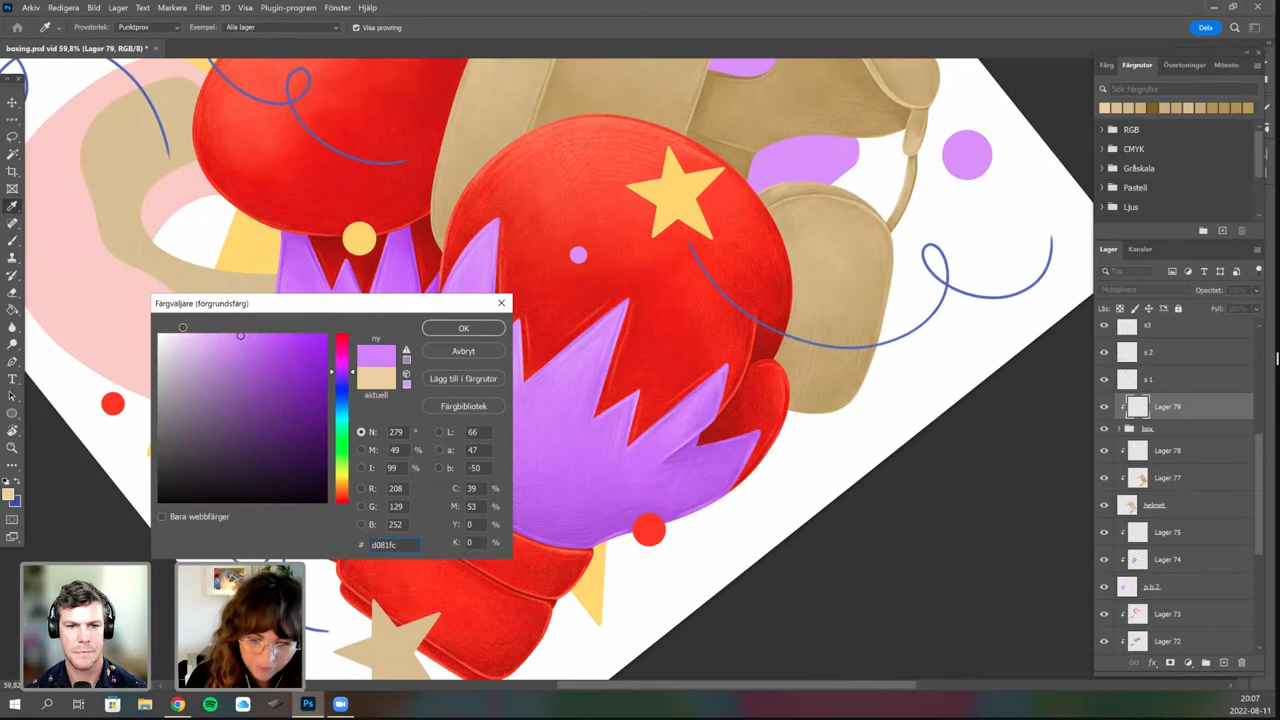 Arkiv Redigera Bild Lager Text Markera Filter 3D Visa Plugin-program Fönster Hjälp
Provstorlek: Punktprov Exempel: Alla lager Visa provring
Dela
boxing.psd vid 59,8% (Lager 79, RGB/8) * ×
Färg Färgrutor Övertoningar Mönste
Sök färgrutor
RGB
CMYK
Gråskala
Pastell
Ljus
Lager Kanaler
Typ
Multiplicera Opacitet: 100%
Lås: Fyll: 100%
s3
s 2
s 1
Lager 79
box
Lager 78
Lager 77
helmet
Lager 75
Lager 74
p b 2
Lager 73
Lager 72
Färgväljare (förgrundsfärg)
ny
aktuell
OK
Avbryt
Lägg till i färgrutor
Färgbibliotek
N: 279 ° L: 66
M: 49 % a: 47
I: 99 % b: -50
R: 208 C: 39 %
G: 129 M: 53 %
B: 252 Y: 0 %
# d081fc K: 0 %
Bara webbfärger
20:07
2022-08-11